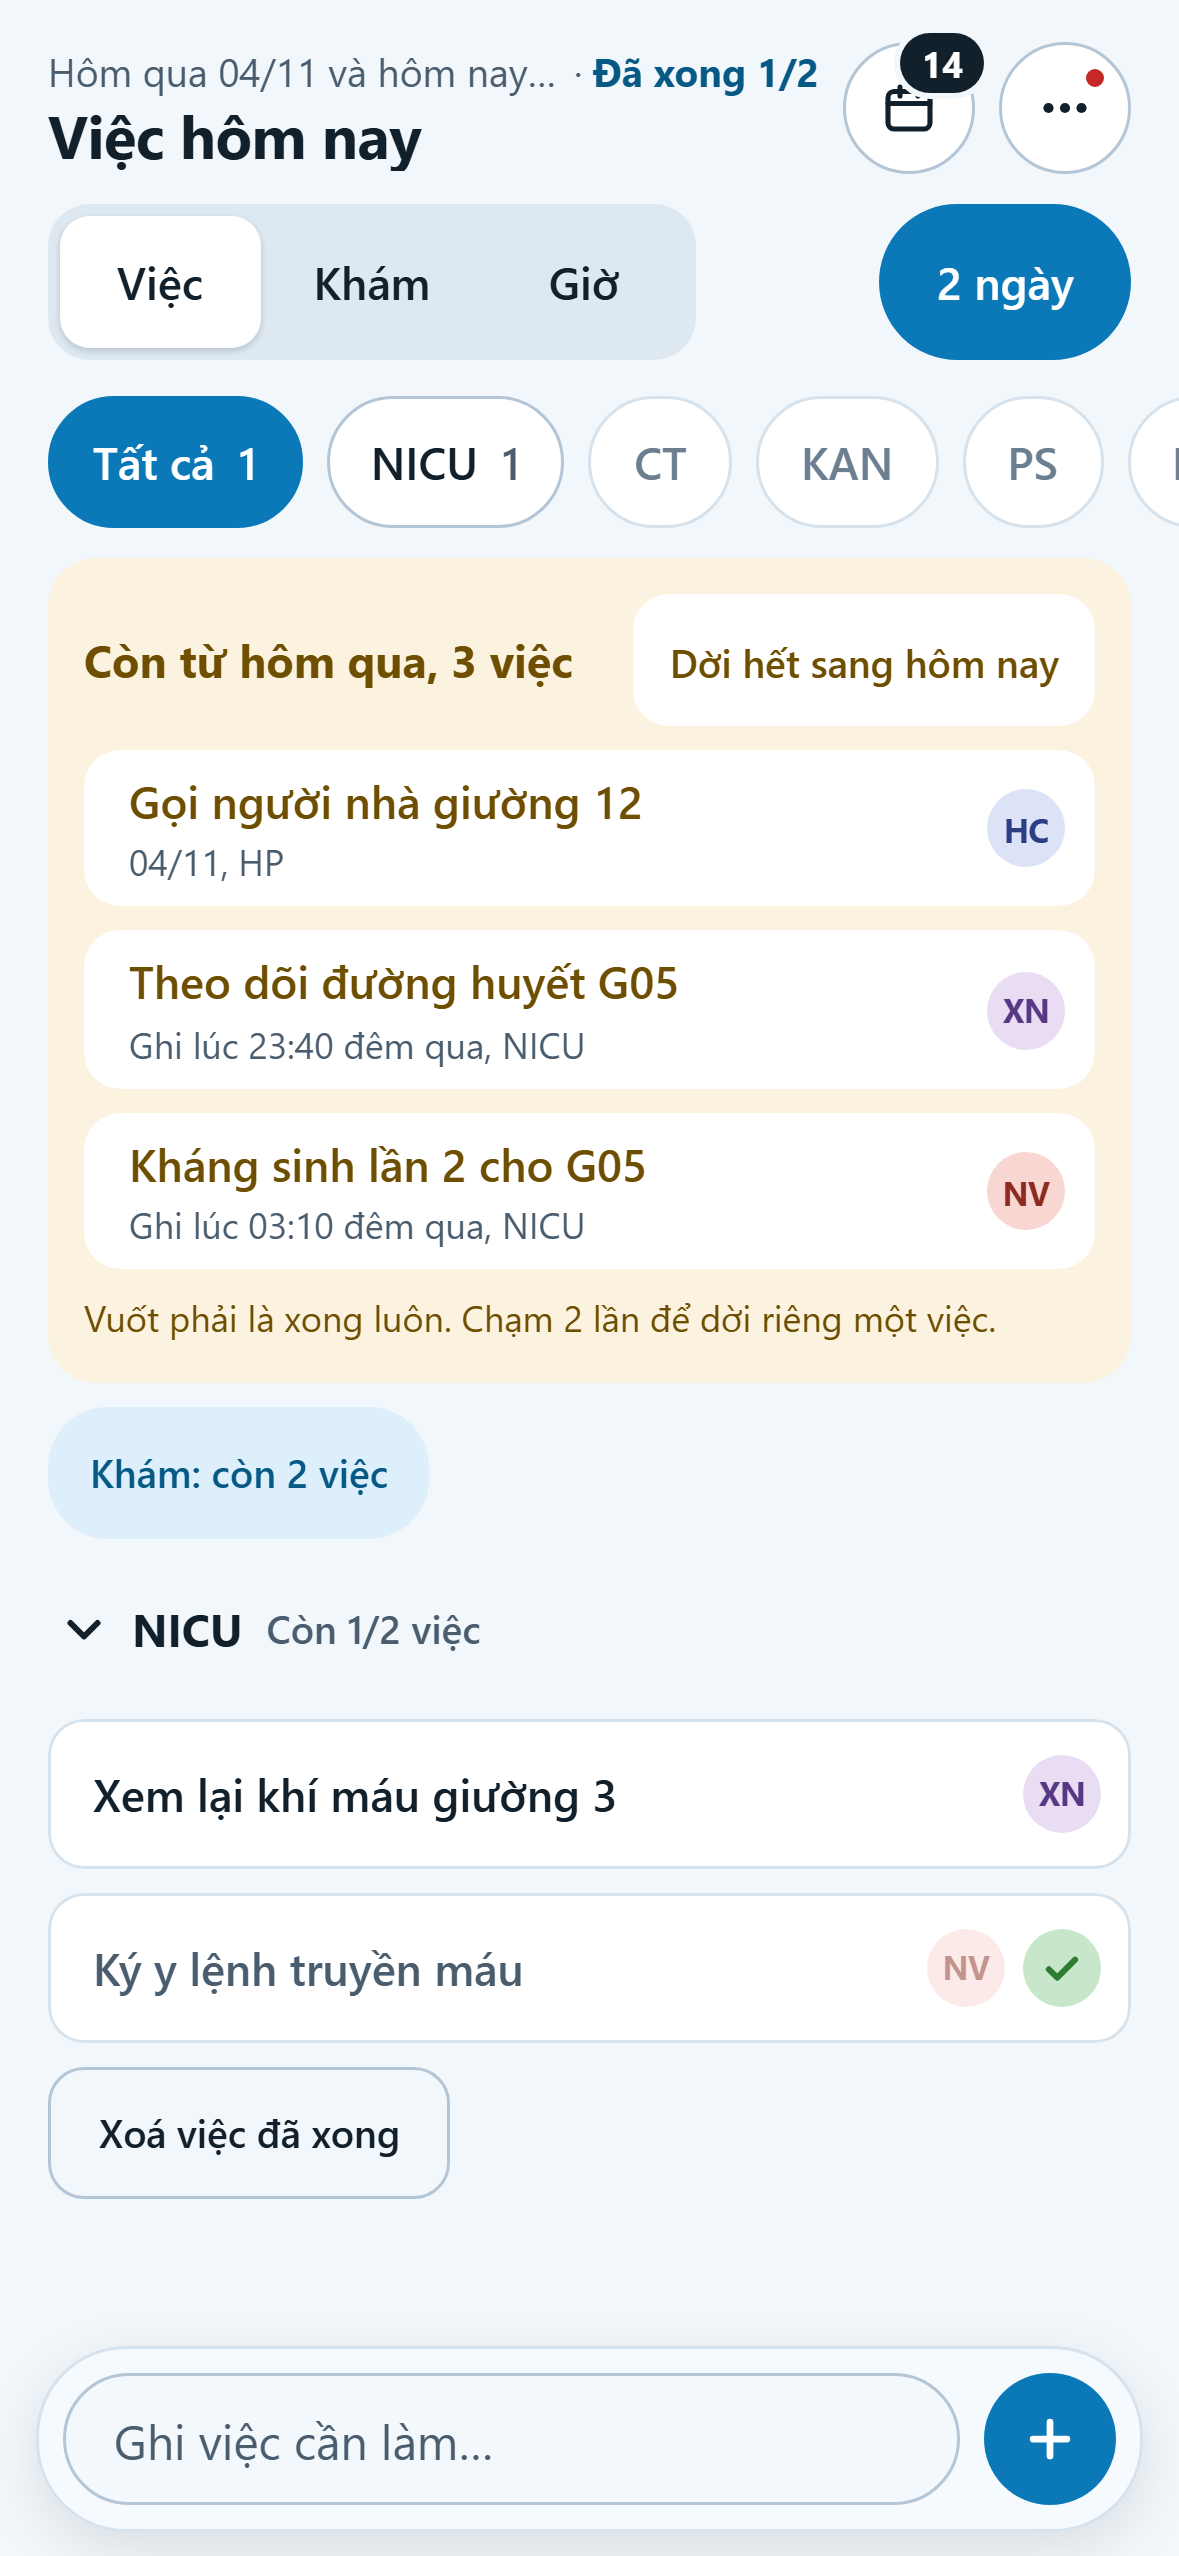 Hôm qua 04/11 và hôm nay... · Đã xong 1/2
14
Việc hôm nay
Việc
Khám
Giờ
2 ngày
Tất cả 1
NICU 1
CT
KAN
PS
Còn từ hôm qua, 3 việc
Dời hết sang hôm nay
Gọi người nhà giường 12
04/11, HP
HC
Theo dõi đường huyết G05
Ghi lúc 23:40 đêm qua, NICU
XN
Kháng sinh lần 2 cho G05
Ghi lúc 03:10 đêm qua, NICU
NV
Vuốt phải là xong luôn. Chạm 2 lần để dời riêng một việc.
Khám: còn 2 việc
NICU Còn 1/2 việc
Xem lại khí máu giường 3
XN
Ký y lệnh truyền máu
NV
Xoá việc đã xong
Ghi việc cần làm...